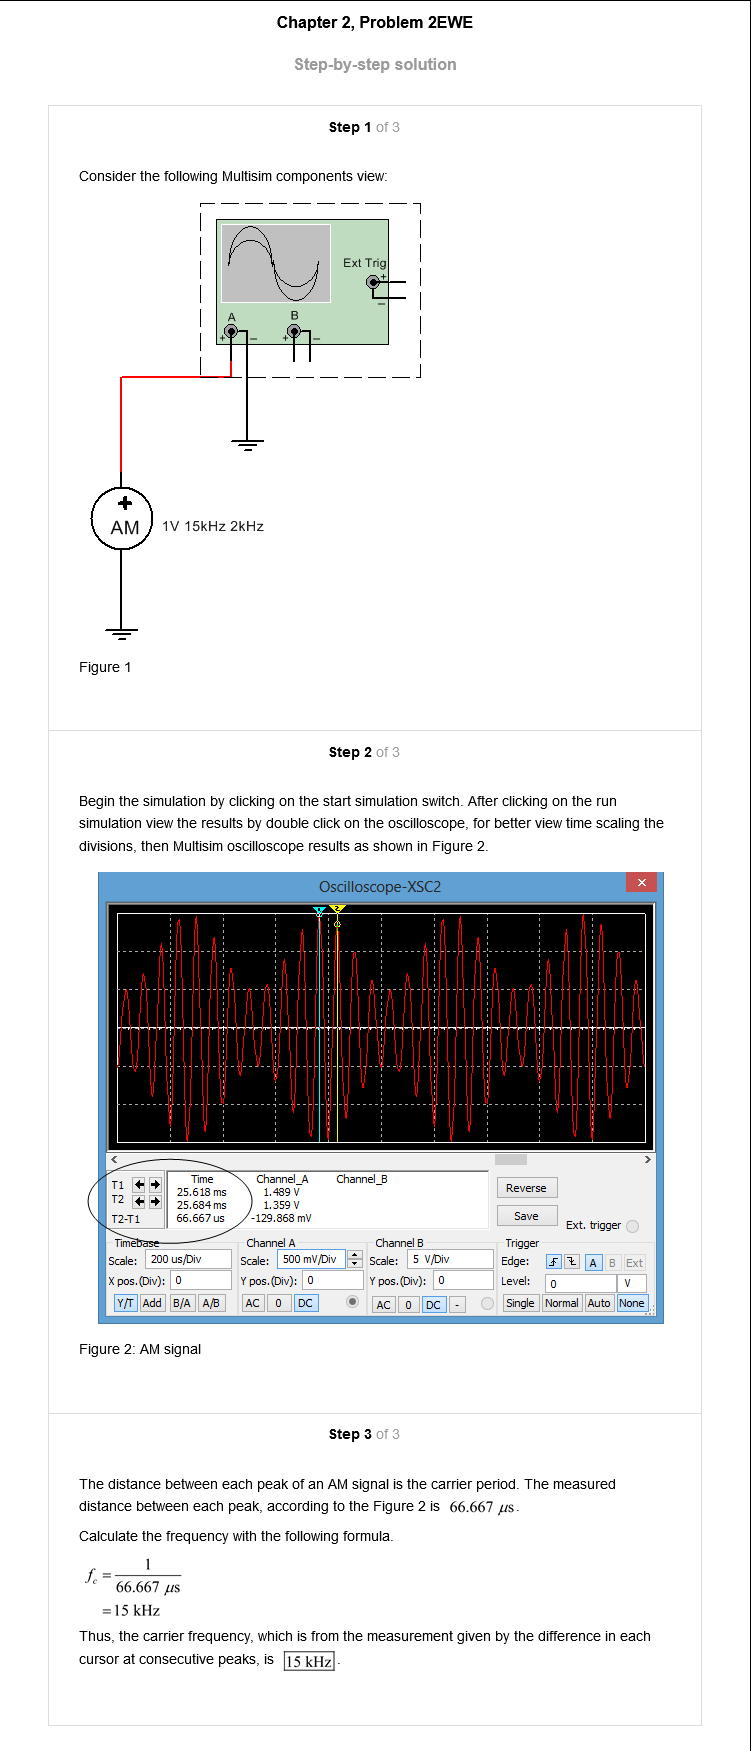 Chapter 2, Problem 2EWE
Step-by-step solution
Step 1 of 3
Consider the following Multisim components view:
Ext Trig
+
−
A
B
+ − + −
+
AM
1V 15kHz 2kHz
Figure 1
Step 2 of 3
Begin the simulation by clicking on the start simulation switch. After clicking on the run
simulation view the results by double click on the oscilloscope, for better view time scaling the
divisions, then Multisim oscilloscope results as shown in Figure 2.
Oscilloscope-XSC2
1 2
Time Channel_A Channel_B
T1 25.618 ms 1.489 V
T2 25.684 ms 1.359 V
T2-T1 66.667 us -129.868 mV
Reverse
Save
Ext. trigger
Timebase Channel A Channel B Trigger
Scale: 200 us/Div Scale: 500 mV/Div Scale: 5 V/Div Edge: A B Ext
X pos.(Div): 0 Y pos.(Div): 0 Y pos.(Div): 0 Level: 0 V
Y/T Add B/A A/B AC 0 DC AC 0 DC - Single Normal Auto None
Figure 2: AM signal
Step 3 of 3
The distance between each peak of an AM signal is the carrier period. The measured
distance between each peak, according to the Figure 2 is 66.667 μs.
Calculate the frequency with the following formula.
f_c = 1 / 66.667 μs
= 15 kHz
Thus, the carrier frequency, which is from the measurement given by the difference in each
cursor at consecutive peaks, is 15 kHz.